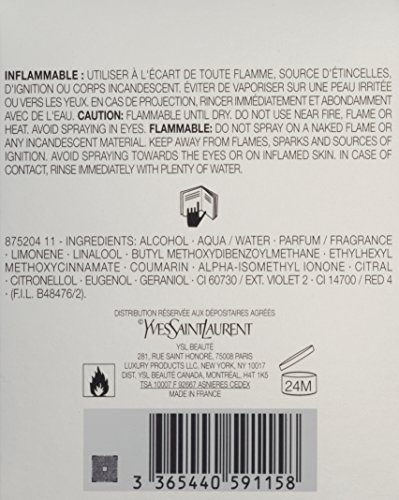 INFLAMMABLE : UTILISER À L'ÉCART DE TOUTE FLAMME, SOURCE D'ÉTINCELLES,
D'IGNITION OU CORPS INCANDESCENT. ÉVITER DE VAPORISER SUR UNE PEAU IRRITÉE
OU VERS LES YEUX. EN CAS DE PROJECTION, RINCER IMMÉDIATEMENT ET ABONDAMMENT
AVEC DE L'EAU. CAUTION: FLAMMABLE UNTIL DRY. DO NOT USE NEAR FIRE, FLAME OR
HEAT. AVOID SPRAYING IN EYES. FLAMMABLE: DO NOT SPRAY ON A NAKED FLAME OR
ANY INCANDESCENT MATERIAL. KEEP AWAY FROM FLAMES, SPARKS AND SOURCES OF
IGNITION. AVOID SPRAYING TOWARDS THE EYES OR ON INFLAMED SKIN. IN CASE OF
CONTACT, RINSE IMMEDIATELY WITH PLENTY OF WATER.
875204 11 - INGREDIENTS: ALCOHOL · AQUA / WATER · PARFUM / FRAGRANCE
· LIMONENE · LINALOOL · BUTYL METHOXYDIBENZOYLMETHANE · ETHYLHEXYL
METHOXYCINNAMATE · COUMARIN · ALPHA-ISOMETHYL IONONE · CITRAL ·
CITRONELLOL · EUGENOL · GERANIOL · CI 60730 / EXT. VIOLET 2 · CI 14700 / RED 4
· (F.I.L. B48476/2).
DISTRIBUTION RÉSERVÉE AUX DÉPOSITAIRES AGRÉÉS
©YVESSAINTLAURENT
YSL BEAUTÉ
281, RUE SAINT HONORÉ, 75008 PARIS
LUXURY PRODUCTS LLC, NEW YORK, NY 10017
DIST. YSL BEAUTÉ CANADA, MONTRÉAL, H4T 1K5
TSA 10007 F 92667 ASNIERES CEDEX
MADE IN FRANCE
24M
3 365440 591158